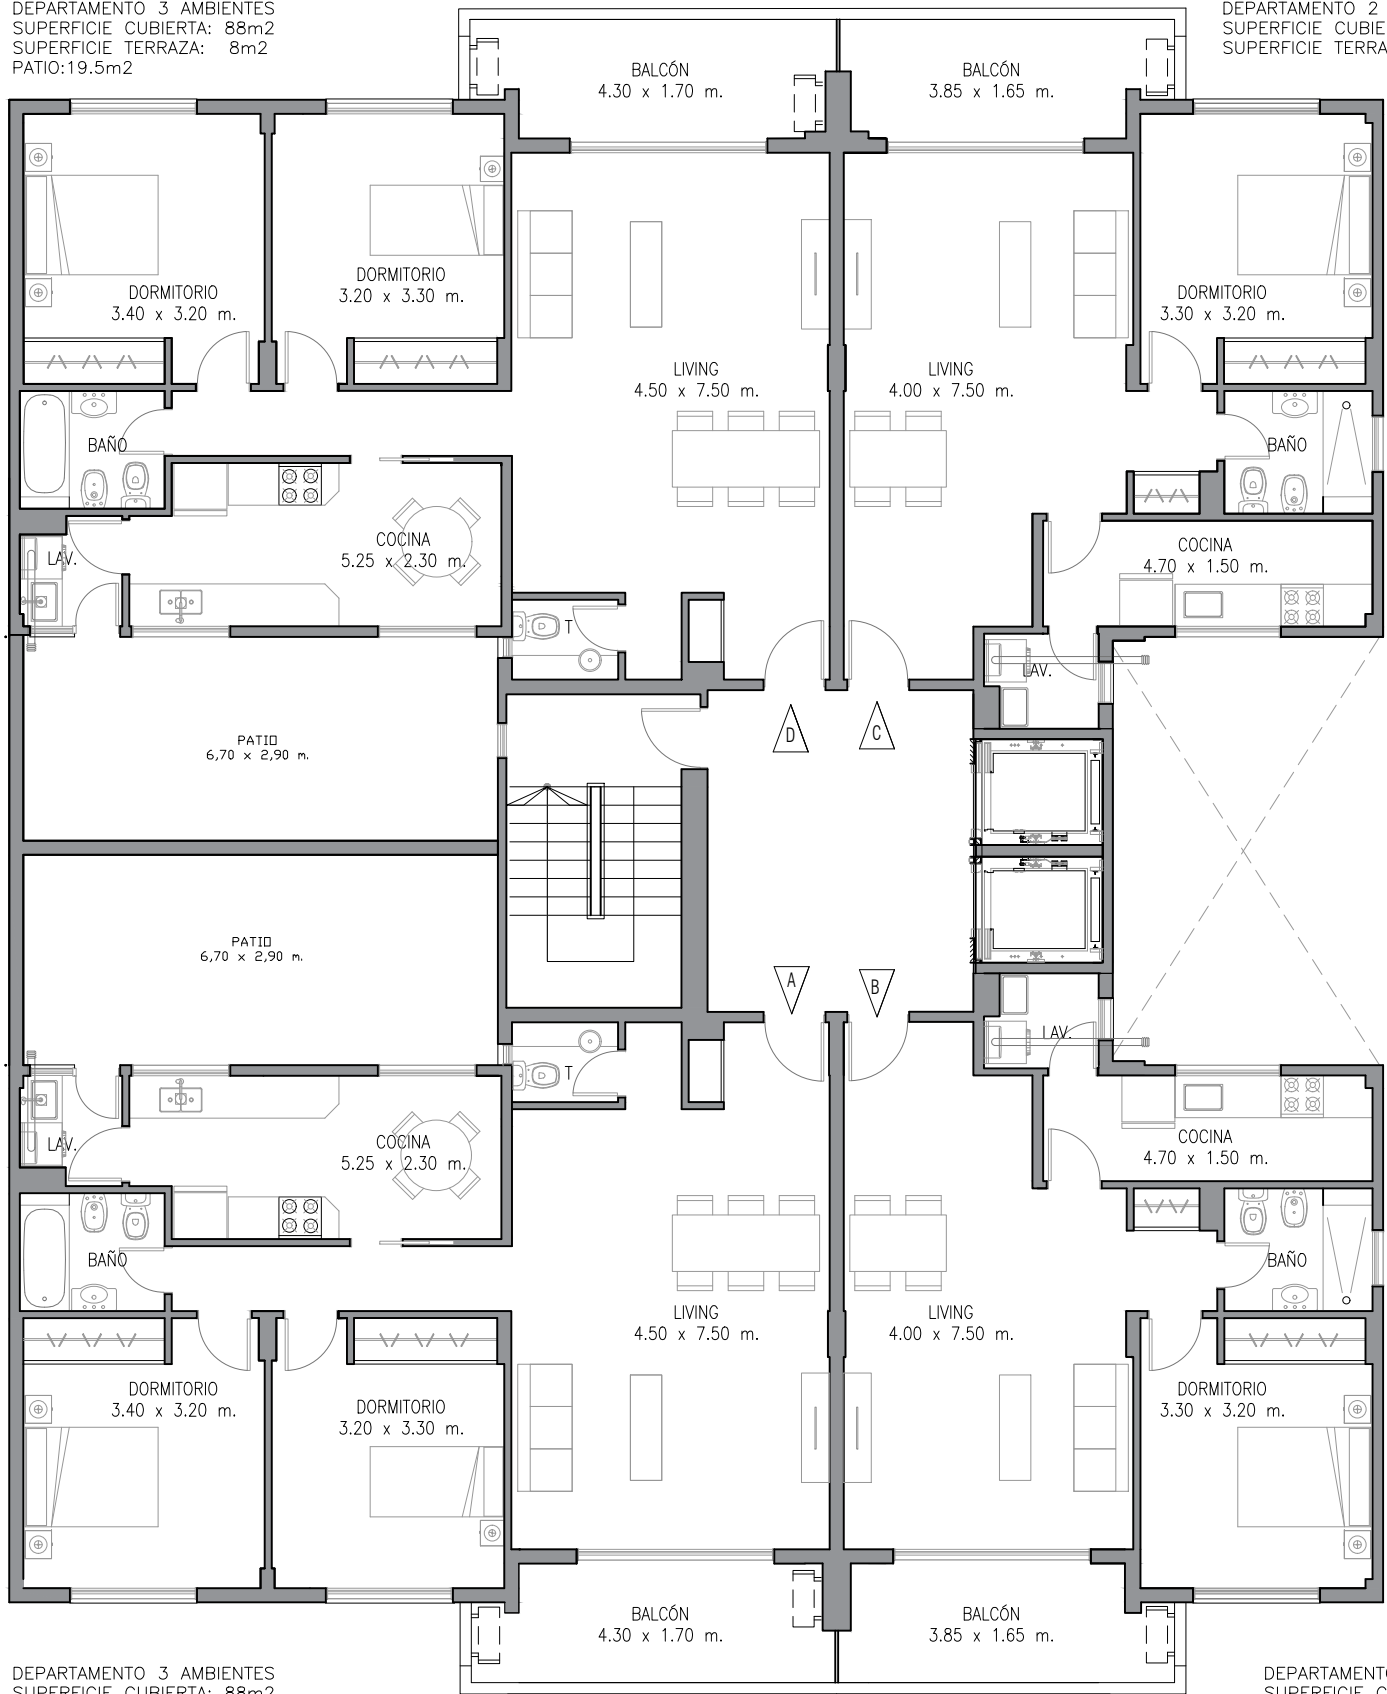 DEPARTAMENTO 3 AMBIENTES
SUPERFICIE CUBIERTA: 88m2
SUPERFICIE TERRAZA: 8m2
PATIO:19.5m2
DEPARTAMENTO 2
SUPERFICIE CUBIE
SUPERFICIE TERRA
BALCÓN
4.30 x 1.70 m.
BALCÓN
3.85 x 1.65 m.
DORMITORIO
3.40 x 3.20 m.
DORMITORIO
3.20 x 3.30 m.
DORMITORIO
3.30 x 3.20 m.
LIVING
4.50 x 7.50 m.
LIVING
4.00 x 7.50 m.
BAÑO
BAÑO
LAV.
COCINA
5.25 x 2.30 m.
COCINA
4.70 x 1.50 m.
T
LAV.
PATIO
6,70 x 2,90 m.
D
C
PATIO
6,70 x 2,90 m.
A
B
T
LAV.
LAV.
COCINA
5.25 x 2.30 m.
COCINA
4.70 x 1.50 m.
BAÑO
BAÑO
LIVING
4.50 x 7.50 m.
LIVING
4.00 x 7.50 m.
DORMITORIO
3.40 x 3.20 m.
DORMITORIO
3.20 x 3.30 m.
DORMITORIO
3.30 x 3.20 m.
BALCÓN
4.30 x 1.70 m.
BALCÓN
3.85 x 1.65 m.
DEPARTAMENTO 3 AMBIENTES
SUPERFICIE CUBIERTA: 88m2
DEPARTAMENTO
SUPERFICIE C